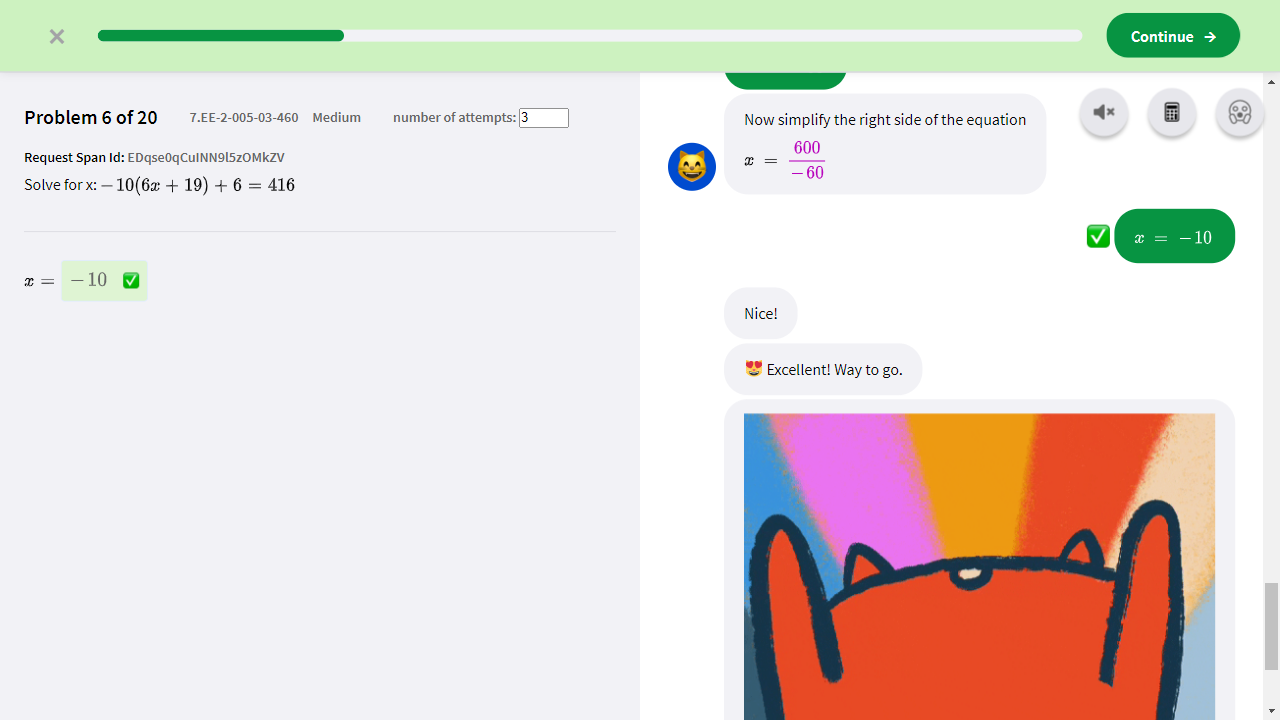 Continue →
Problem 6 of 20 7.EE-2-005-03-460 Medium number of attempts: 3
Request Span Id: EDqse0qCuINN9l5zOMkZV
Solve for x: −10(6x + 19) + 6 = 416
x = −10
Now simplify the right side of the equation
x = 600/−60
x = −10
Nice!
😻 Excellent! Way to go.